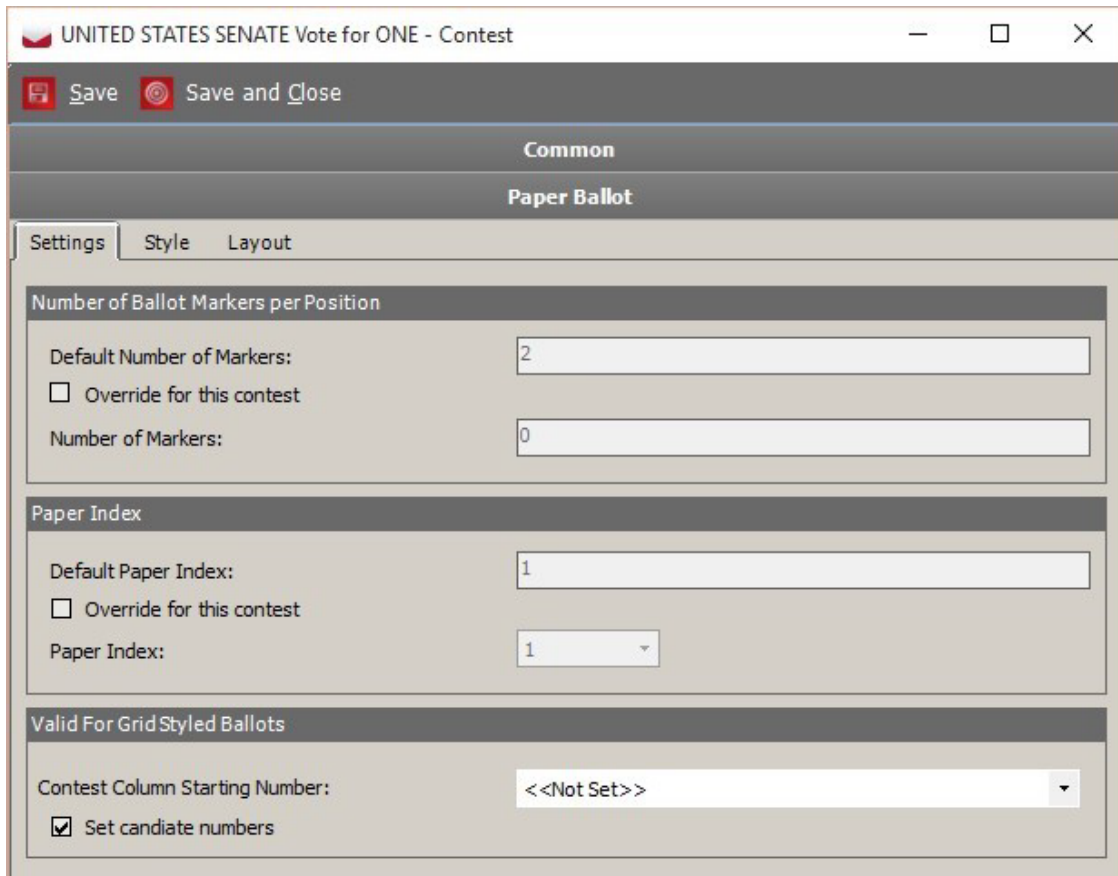 UNITED STATES SENATE Vote for ONE - Contest
Save Save and Close
Common
Paper Ballot
Settings Style Layout
Number of Ballot Markers per Position
Default Number of Markers: 2
Override for this contest
Number of Markers: 0
Paper Index
Default Paper Index: 1
Override for this contest
Paper Index: 1
Valid For Grid Styled Ballots
Contest Column Starting Number: <<Not Set>>
Set candiate numbers